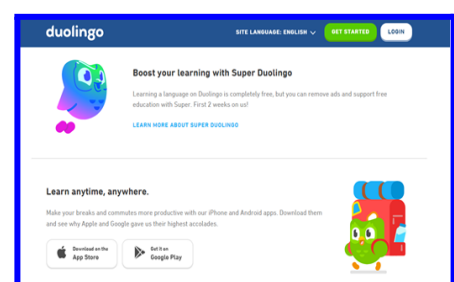 duolingo
SITE LANGUAGE: ENGLISH
GET STARTED
LOGIN
Boost your learning with Super Duolingo
Learning a language on Duolingo is completely free, but you can remove ads and support free
education with Super. First 2 weeks on us!
LEARN MORE ABOUT SUPER DUOLINGO
Learn anytime, anywhere.
Make your breaks and commutes more productive with our iPhone and Android apps. Download them
and see why Apple and Google gave us their highest accolades.
Download on the
App Store
Get it on
Google Play